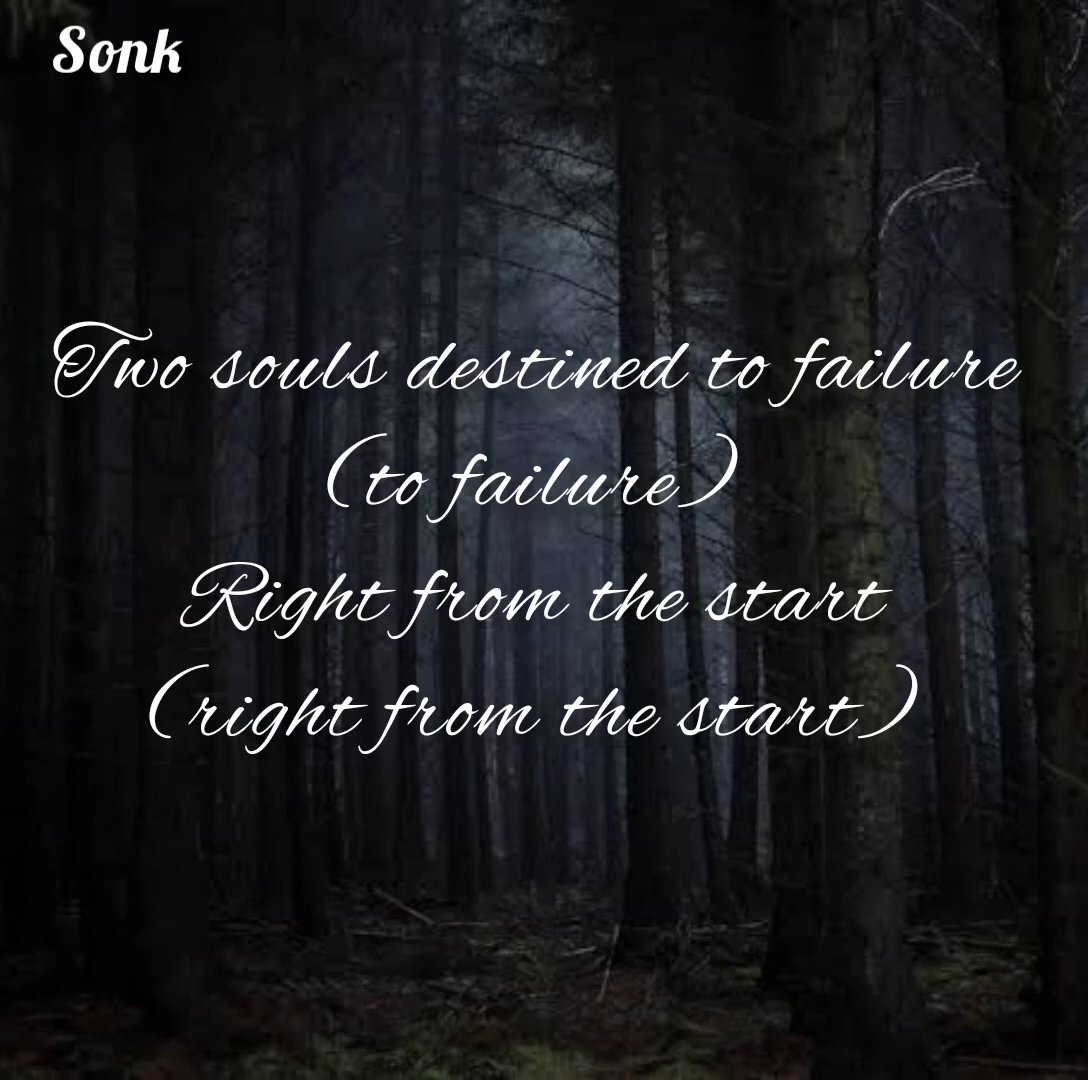 Sonk
Two souls destined to failure
(to failure)
Right from the start
(right from the start)